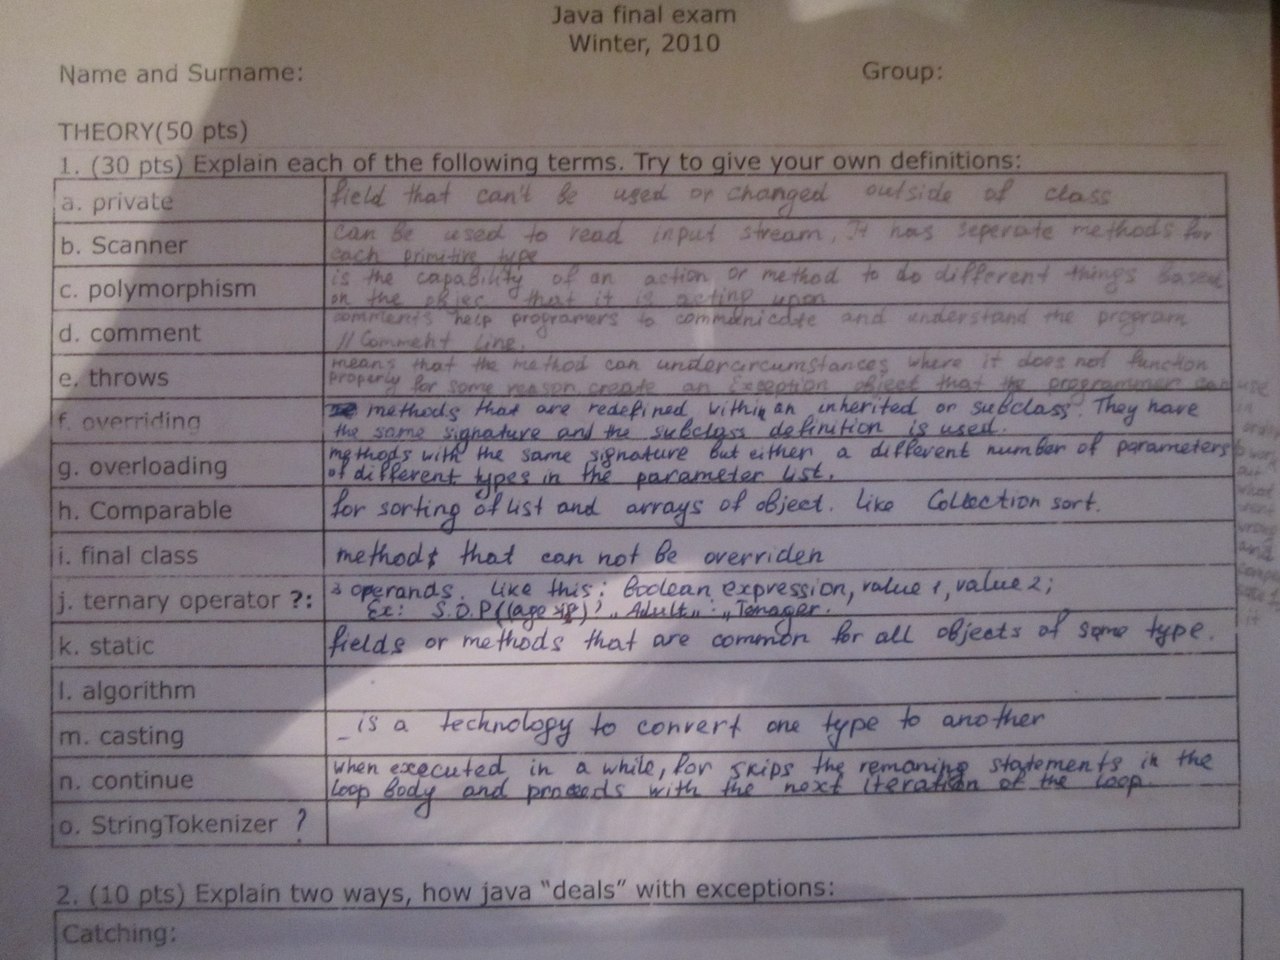 Java final exam
Winter, 2010
Name and Surname:
Group:
THEORY(50 pts)
1. (30 pts) Explain each of the following terms. Try to give your own definitions:
a. private
field that can't be used or changed outside of class
b. Scanner
can be used to read input stream, It has seperate methods for
each primitive type
c. polymorphism
is the capability of an action or method to do different things based
on the objec that it is acting upon
d. comment
comments help programers to communicate and understand the program
// Comment line.
e. throws
means that the method can undercircumstances where it does not function
properly for some reason create an exception object that the programmer can use
in
f. overriding
methods that are redefined within an inherited or subclass. They have
the same signature and the subclass definition is used.
g. overloading
methods with the same signature but either a different number of parameters
of different types in the parameter list.
out
what
went
wrong
and
it
h. Comparable
for sorting of list and arrays of object. like Collection sort.
i. final class
methods that can not be overriden
j. ternary operator ?:
3 operands. like this: Boolean expression, value 1, value 2;
Ex: S.O.P((age >18)? „Adult„: „Tenager.
k. static
fields or methods that are common for all objects of same type.
l. algorithm
m. casting
_ is a technology to convert one type to another
n. continue
when executed in a while, for skips the remaning statements in the
loop body and proceeds with the next iteration of the loop.
o. StringTokenizer ?
2. (10 pts) Explain two ways, how java “deals” with exceptions:
Catching: